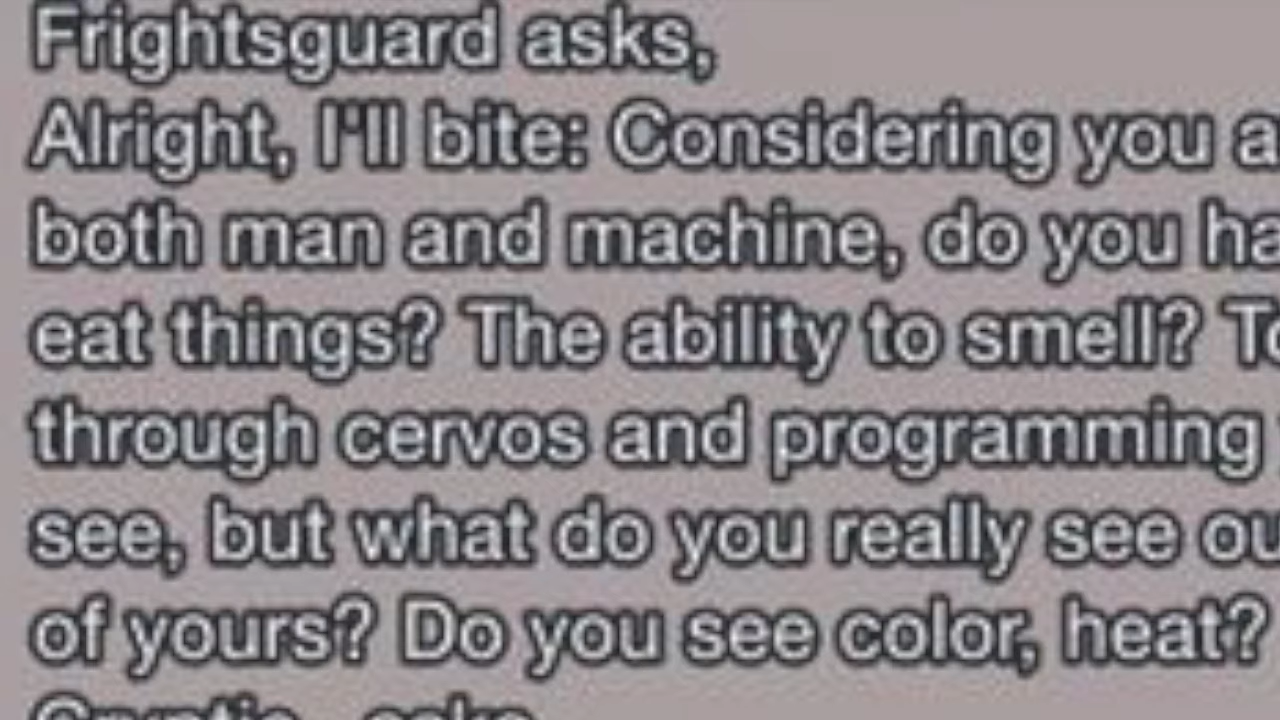 Frightsguard asks,
Alright, I'll bite: Considering you a
both man and machine, do you ha
eat things? The ability to smell? To
through cervos and programming
see, but what do you really see ou
of yours? Do you see color, heat?
Cryptic asks